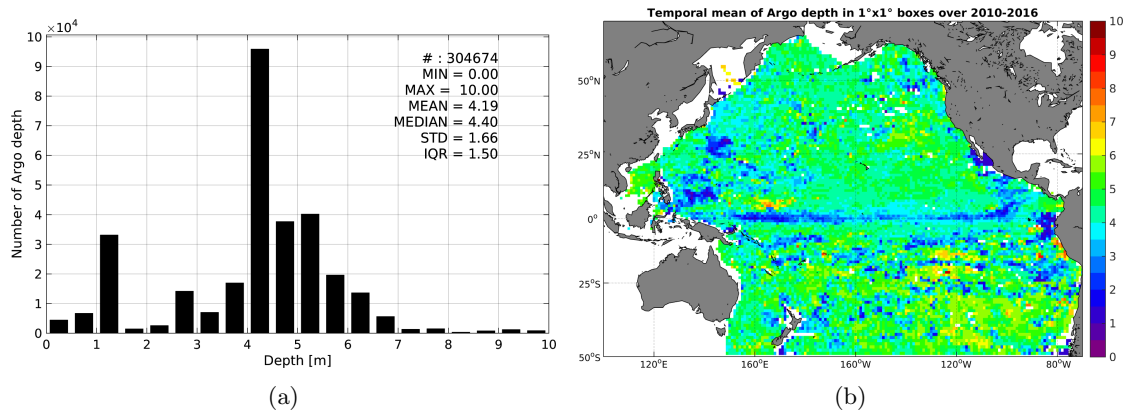 ×10⁴
10
9
8
7
6
5
4
3
2
1
0
Number of Argo depth
# : 304674
MIN = 0.00
MAX = 10.00
MEAN = 4.19
MEDIAN = 4.40
STD = 1.66
IQR = 1.50
0 1 2 3 4 5 6 7 8 9 10
Depth [m]
(a)
Temporal mean of Argo depth in 1°x1° boxes over 2010-2016
50°N
25°N
0°
25°S
50°S
120°E 160°E 160°W 120°W 80°W
10
9
8
7
6
5
4
3
2
1
0
(b)